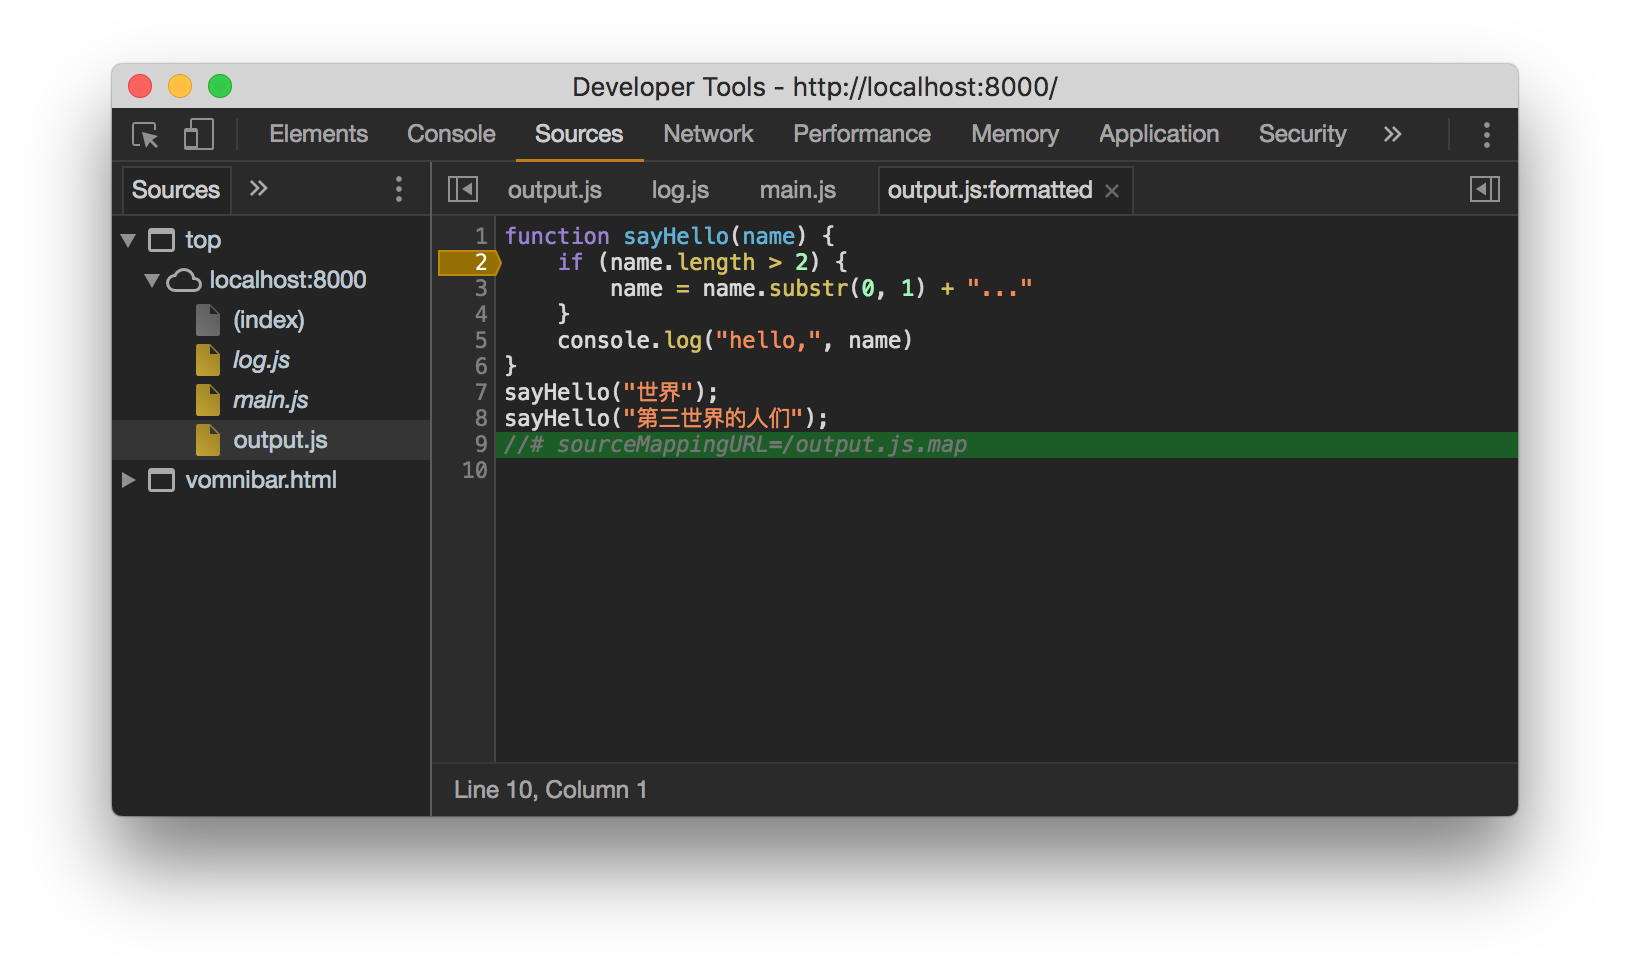 Developer Tools - http://localhost:8000/
Elements Console Sources Network Performance Memory Application Security »
Sources »
output.js log.js main.js output.js:formatted ×
top
localhost:8000
(index)
log.js
main.js
output.js
vomnibar.html
1 function sayHello(name) {
2     if (name.length > 2) {
3         name = name.substr(0, 1) + "..."
4     }
5     console.log("hello,", name)
6 }
7 sayHello("世界");
8 sayHello("第三世界的人们");
9 //# sourceMappingURL=/output.js.map
10
Line 10, Column 1